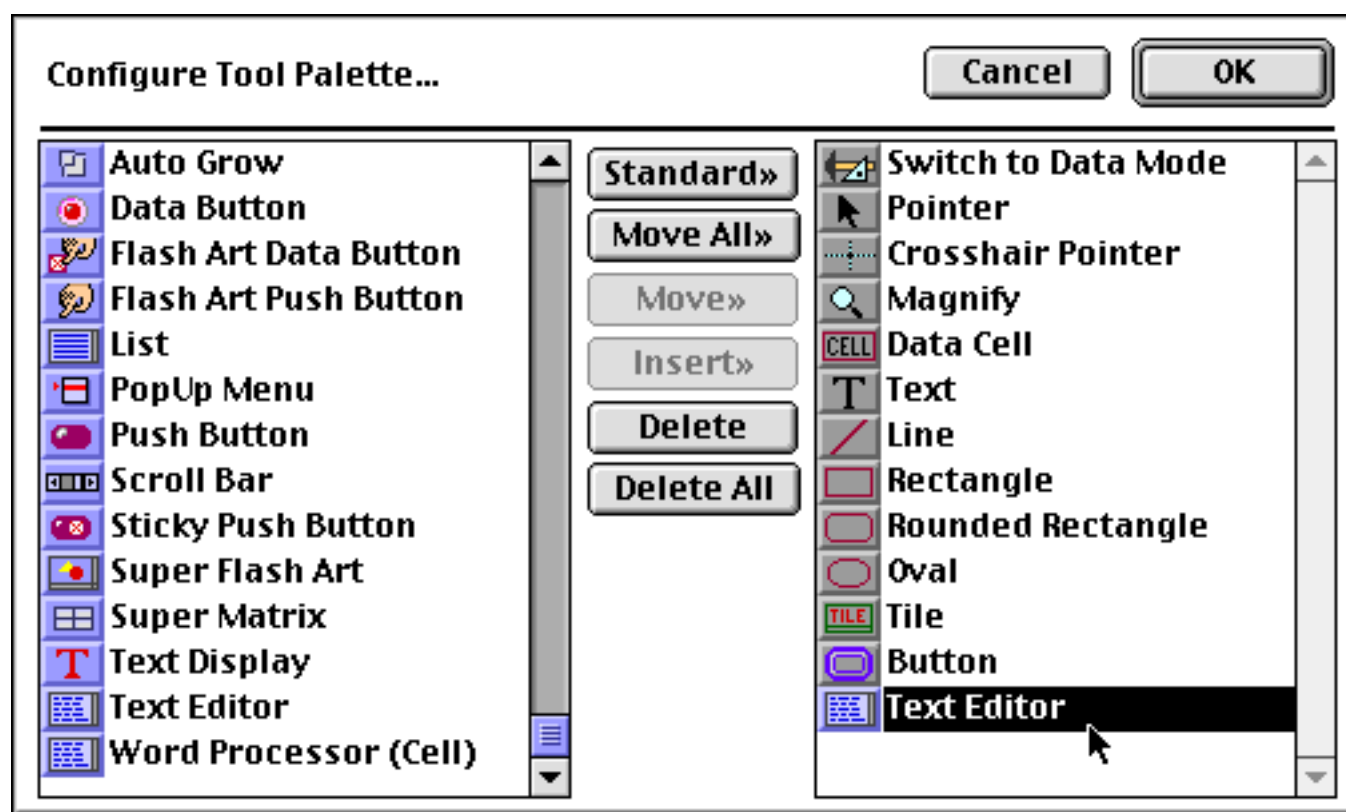 Configure Tool Palette...
Cancel
OK
Auto Grow
Data Button
Flash Art Data Button
Flash Art Push Button
List
PopUp Menu
Push Button
Scroll Bar
Sticky Push Button
Super Flash Art
Super Matrix
Text Display
Text Editor
Word Processor (Cell)
Standard»
Move All»
Move»
Insert»
Delete
Delete All
Switch to Data Mode
Pointer
Crosshair Pointer
Magnify
CELL Data Cell
T Text
Line
Rectangle
Rounded Rectangle
Oval
TILE Tile
Button
Text Editor